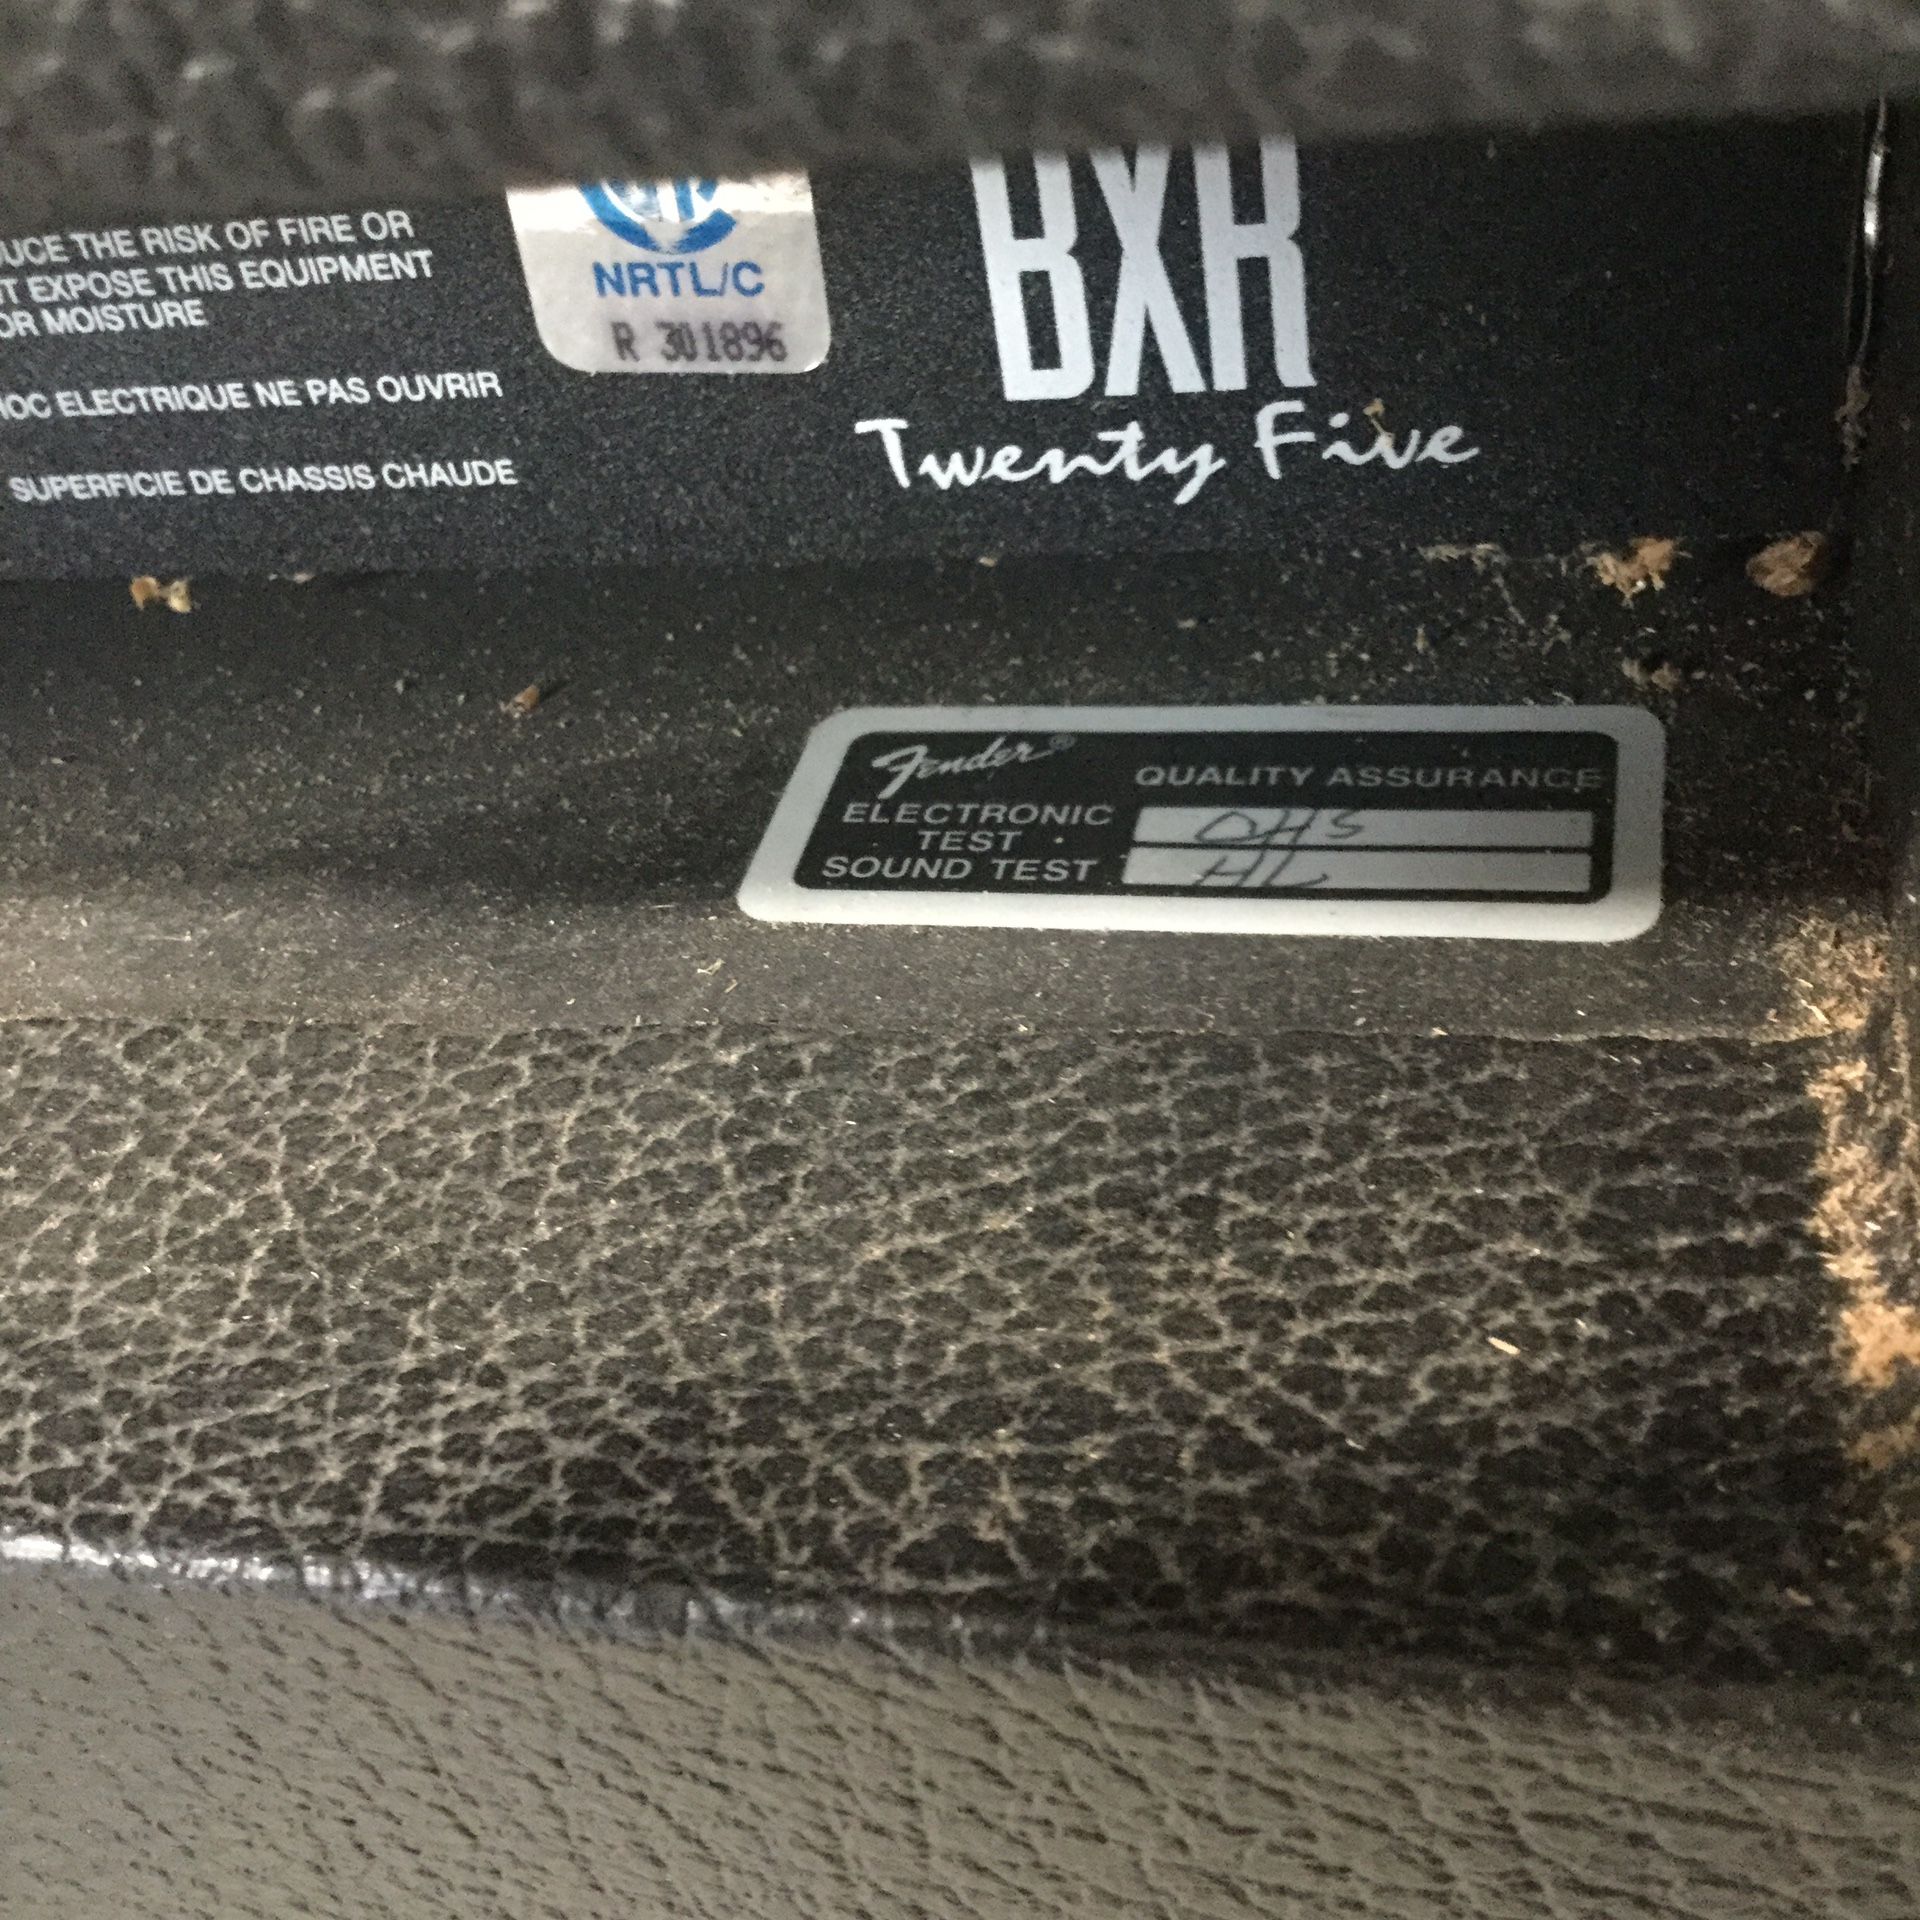 UCE THE RISK OF FIRE OR
T EXPOSE THIS EQUIPMENT
OR MOISTURE
OC ELECTRIQUE NE PAS OUVRIR
SUPERFICIE DE CHASSIS CHAUDE
NRTL/C
R 301896
BXR
Twenty Five
Fender®
QUALITY ASSURANCE
ELECTRONIC
TEST
SOUND TEST
HL